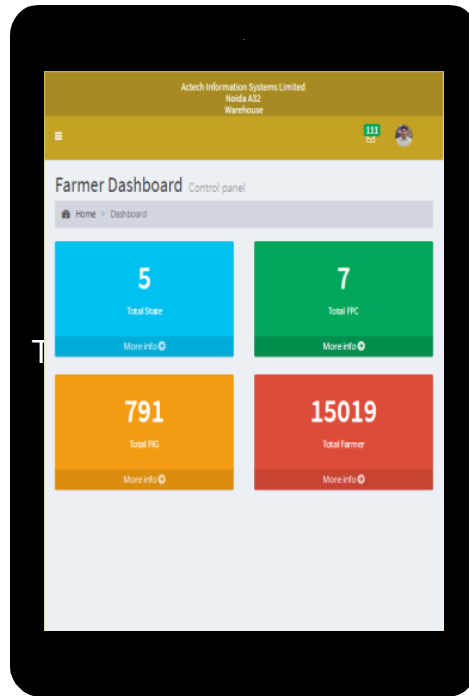 Actech Information Systems Limited
Noida A32
Warehouse
111
Farmer Dashboard Control panel
Home > Dashboard
5
Total State
More info
7
Total FPC
More info
T
791
Total FIG
More info
15019
Total Farmer
More info